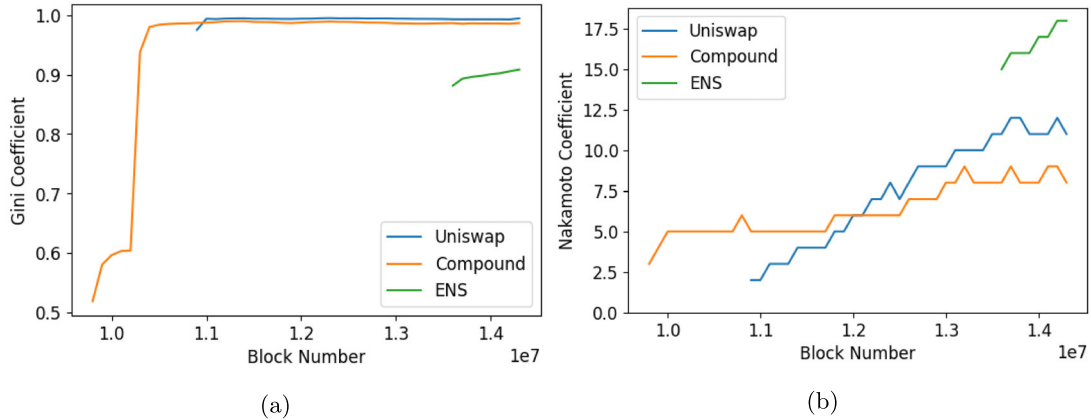 1.0
0.9
0.8
0.7
0.6
0.5
Gini Coefficient
Uniswap
Compound
ENS
1.0 1.1 1.2 1.3 1.4
1e7
Block Number
(a)
17.5
15.0
12.5
10.0
7.5
5.0
2.5
0.0
Nakamoto Coefficient
Uniswap
Compound
ENS
1.0 1.1 1.2 1.3 1.4
1e7
Block Number
(b)